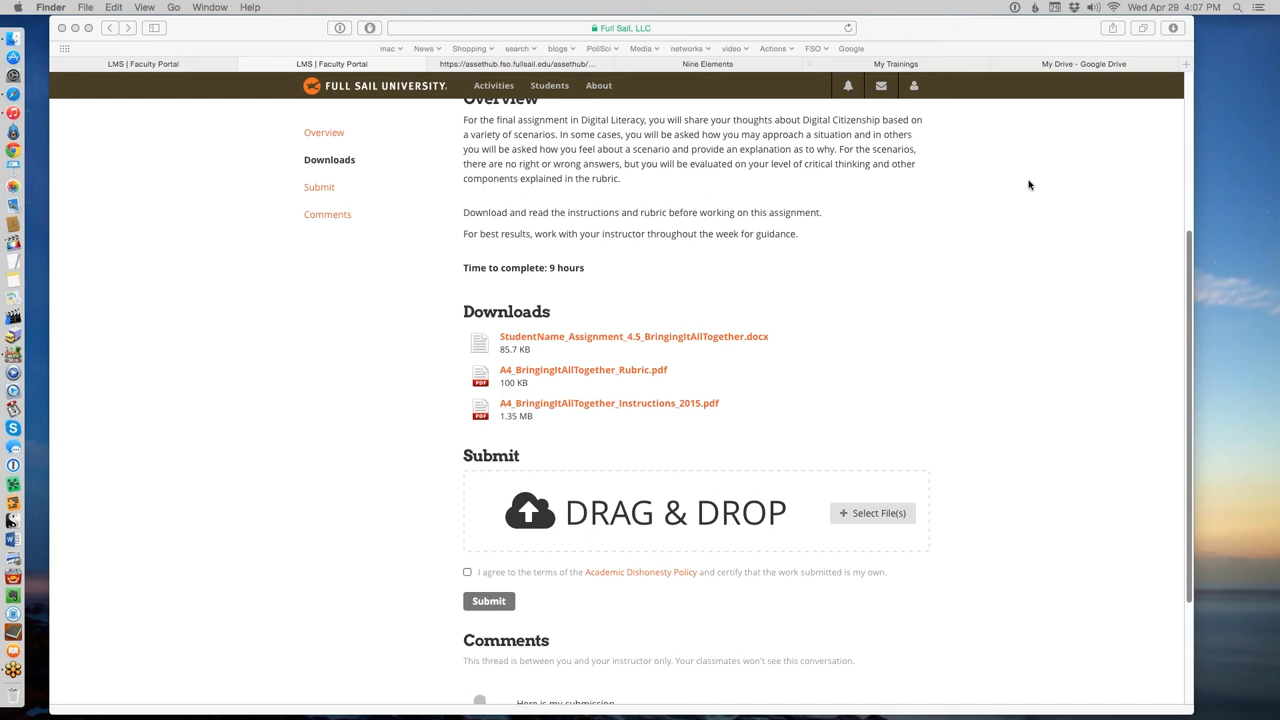 Finder File Edit View Go Window Help
Wed Apr 29 4:07 PM
Full Sail, LLC
mac News Shopping search blogs PoliSci Media networks video Actions FSO Google
LMS | Faculty Portal
LMS | Faculty Portal
https://assethub.fso.fullsail.edu/assethub/...
Nine Elements
My Trainings
My Drive - Google Drive
FULL SAIL UNIVERSITY.
Activities Students About
Overview
Downloads
Submit
Comments
Overview
For the final assignment in Digital Literacy, you will share your thoughts about Digital Citizenship based on
a variety of scenarios. In some cases, you will be asked how you may approach a situation and in others
you will be asked how you feel about a scenario and provide an explanation as to why. For the scenarios,
there are no right or wrong answers, but you will be evaluated on your level of critical thinking and other
components explained in the rubric.
Download and read the instructions and rubric before working on this assignment.
For best results, work with your instructor throughout the week for guidance.
Time to complete: 9 hours
Downloads
StudentName_Assignment_4.5_BringingItAllTogether.docx
85.7 KB
PDF
A4_BringingItAllTogether_Rubric.pdf
100 KB
PDF
A4_BringingItAllTogether_Instructions_2015.pdf
1.35 MB
Submit
DRAG & DROP
+ Select File(s)
I agree to the terms of the Academic Dishonesty Policy and certify that the work submitted is my own.
Submit
Comments
This thread is between you and your instructor only. Your classmates won't see this conversation.
Here is my submission